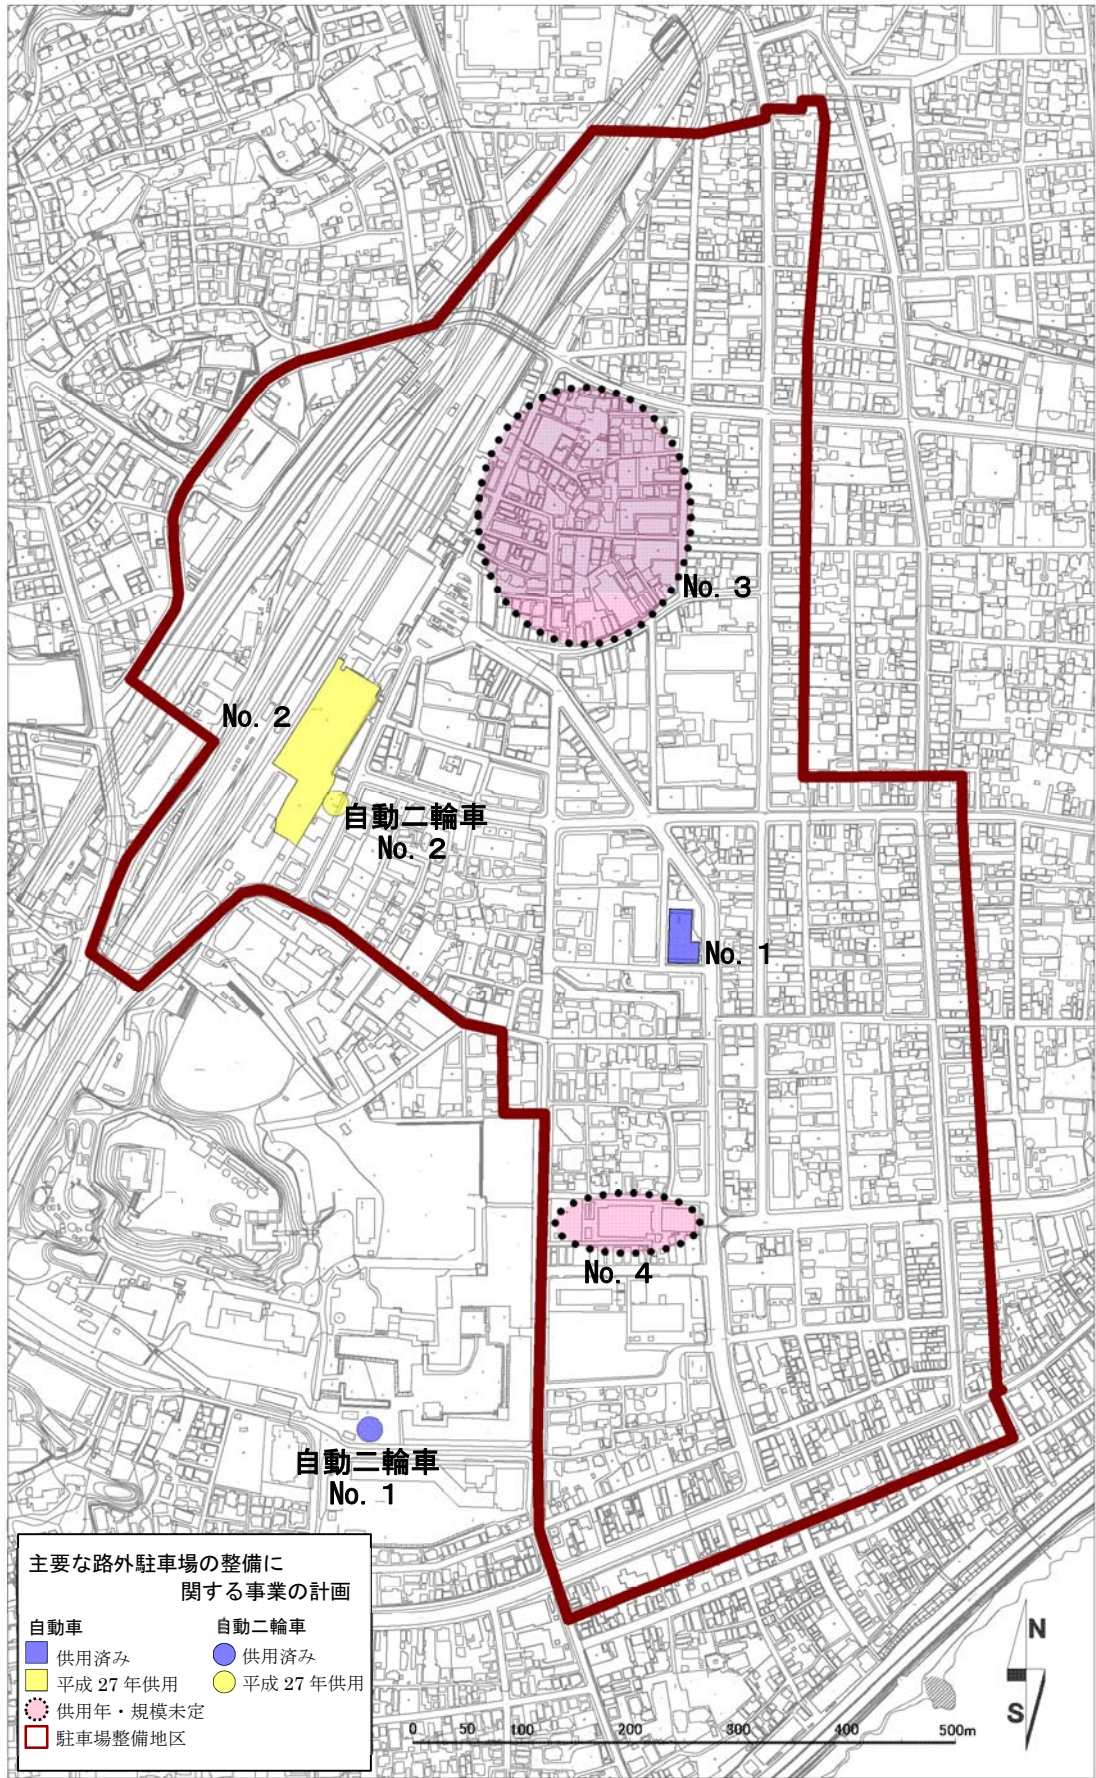 No. 3
No. 2
自動二輪車
No. 2
No. 1
No. 4
自動二輪車
No. 1
主要な路外駐車場の整備に
関する事業の計画
自動車 自動二輪車
供用済み 供用済み
平成 27 年供用 平成 27 年供用
供用年・規模未定
駐車場整備地区
0 50 100 200 300 400 500m
N
S